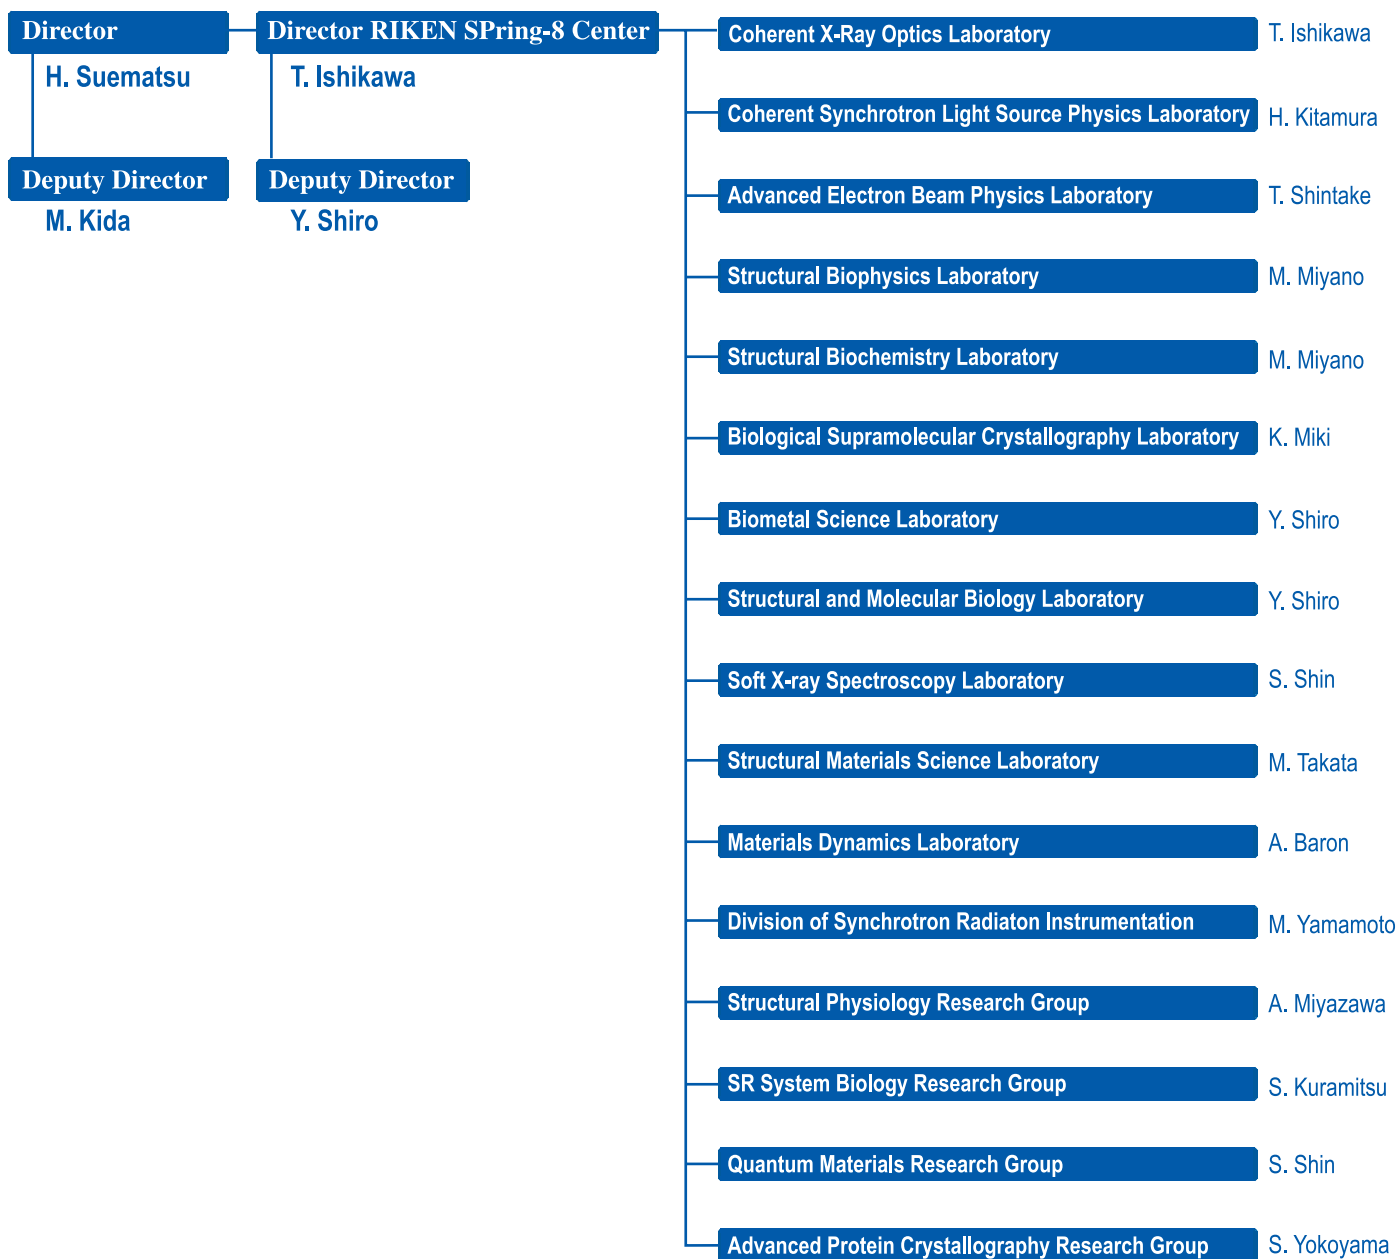 Director
H. Suematsu
Deputy Director
M. Kida
Director RIKEN SPring-8 Center
T. Ishikawa
Deputy Director
Y. Shiro
Coherent X-Ray Optics Laboratory T. Ishikawa
Coherent Synchrotron Light Source Physics Laboratory H. Kitamura
Advanced Electron Beam Physics Laboratory T. Shintake
Structural Biophysics Laboratory M. Miyano
Structural Biochemistry Laboratory M. Miyano
Biological Supramolecular Crystallography Laboratory K. Miki
Biometal Science Laboratory Y. Shiro
Structural and Molecular Biology Laboratory Y. Shiro
Soft X-ray Spectroscopy Laboratory S. Shin
Structural Materials Science Laboratory M. Takata
Materials Dynamics Laboratory A. Baron
Division of Synchrotron Radiaton Instrumentation M. Yamamoto
Structural Physiology Research Group A. Miyazawa
SR System Biology Research Group S. Kuramitsu
Quantum Materials Research Group S. Shin
Advanced Protein Crystallography Research Group S. Yokoyama